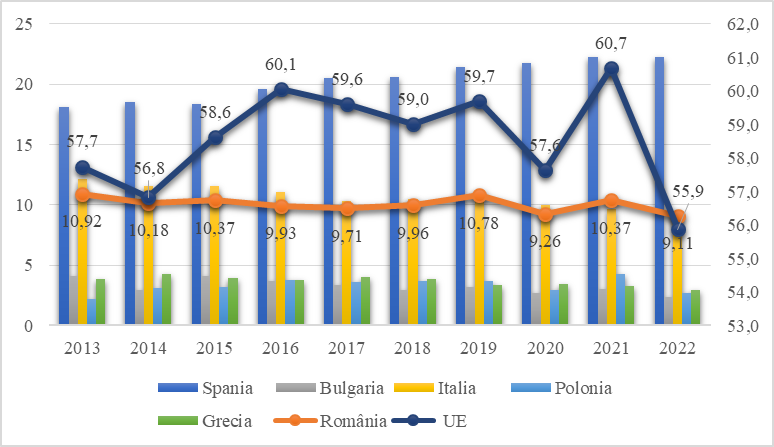 25 62,0
60,7 61,0
20 60,1 59,6 59,7 60,0
58,6 59,0 59,0
15 57,7 57,6 58,0
56,8 57,0
10 10,92 10,18 10,37 9,93 9,71 9,96 10,78 9,26 10,37 9,11 55,9 56,0
55,0
5 54,0
0 53,0
2013 2014 2015 2016 2017 2018 2019 2020 2021 2022
Spania Bulgaria Italia Polonia
Grecia România UE